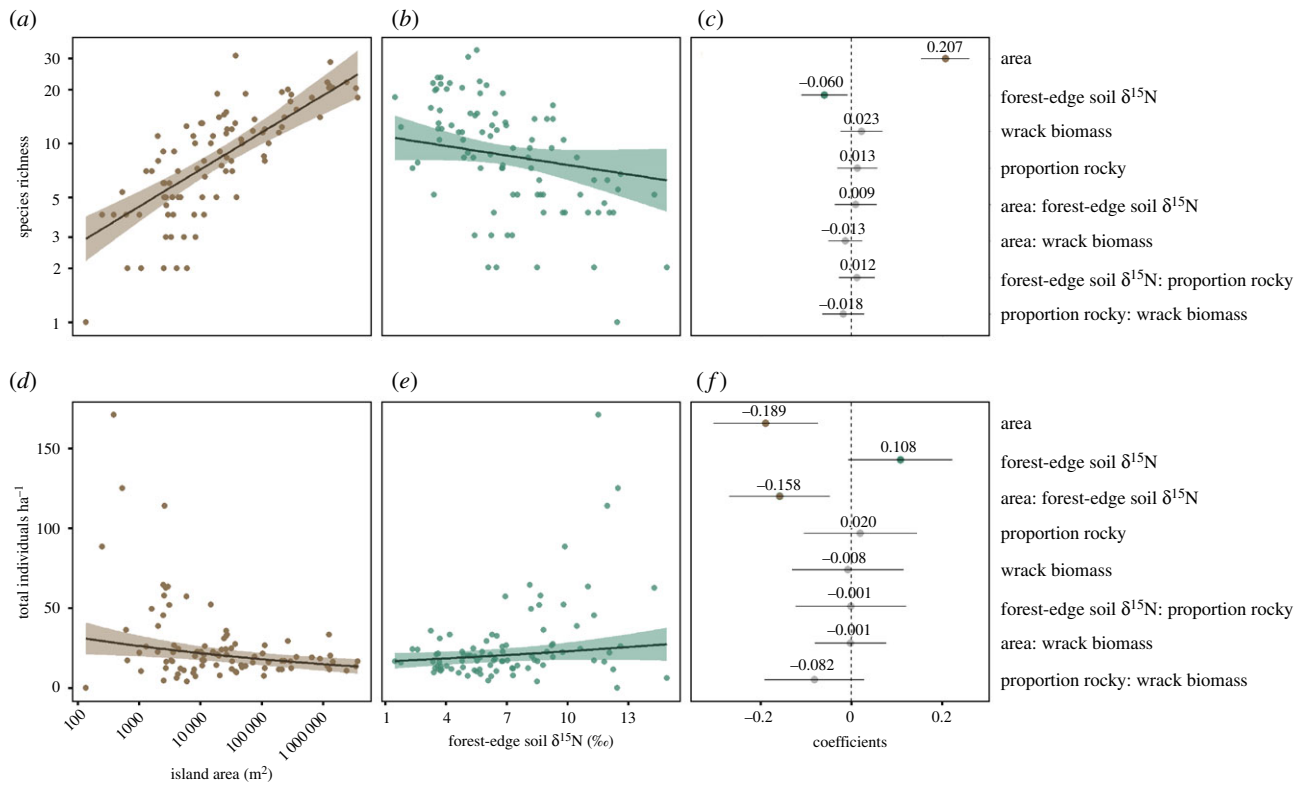 (a)
(b)
(c)
species richness
30
20
10
5
3
2
1
0.207
area
–0.060
forest-edge soil δ15N
0.023
wrack biomass
0.013
proportion rocky
0.009
area: forest-edge soil δ15N
–0.013
area: wrack biomass
0.012
forest-edge soil δ15N: proportion rocky
–0.018
proportion rocky: wrack biomass
(d)
(e)
(f)
total individuals ha–1
150
100
50
0
100
1000
10 000
100 000
1 000 000
island area (m2)
1
4
7
10
13
forest-edge soil δ15N (‰)
–0.189
area
0.108
forest-edge soil δ15N
–0.158
area: forest-edge soil δ15N
0.020
proportion rocky
–0.008
wrack biomass
–0.001
forest-edge soil δ15N: proportion rocky
–0.001
area: wrack biomass
–0.082
proportion rocky: wrack biomass
–0.2
0
0.2
coefficients